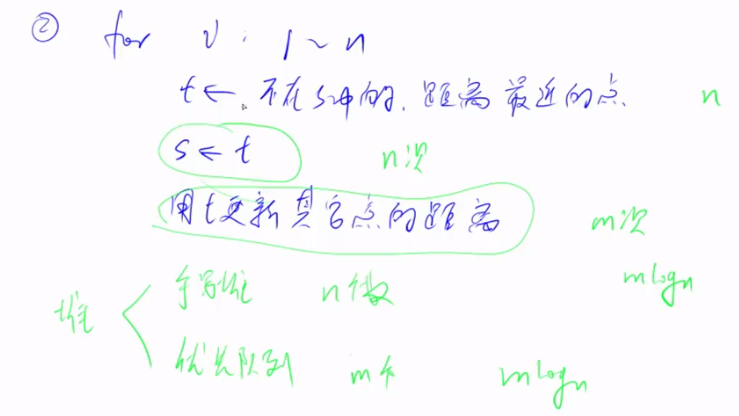 ② for i: 1~n
t← 不在S中的, 距离最近的点 n
S←t n次
用t更新其它点的距离 m次
mlogn
堆 手写堆 n个数
优先队列 m个 mlogn